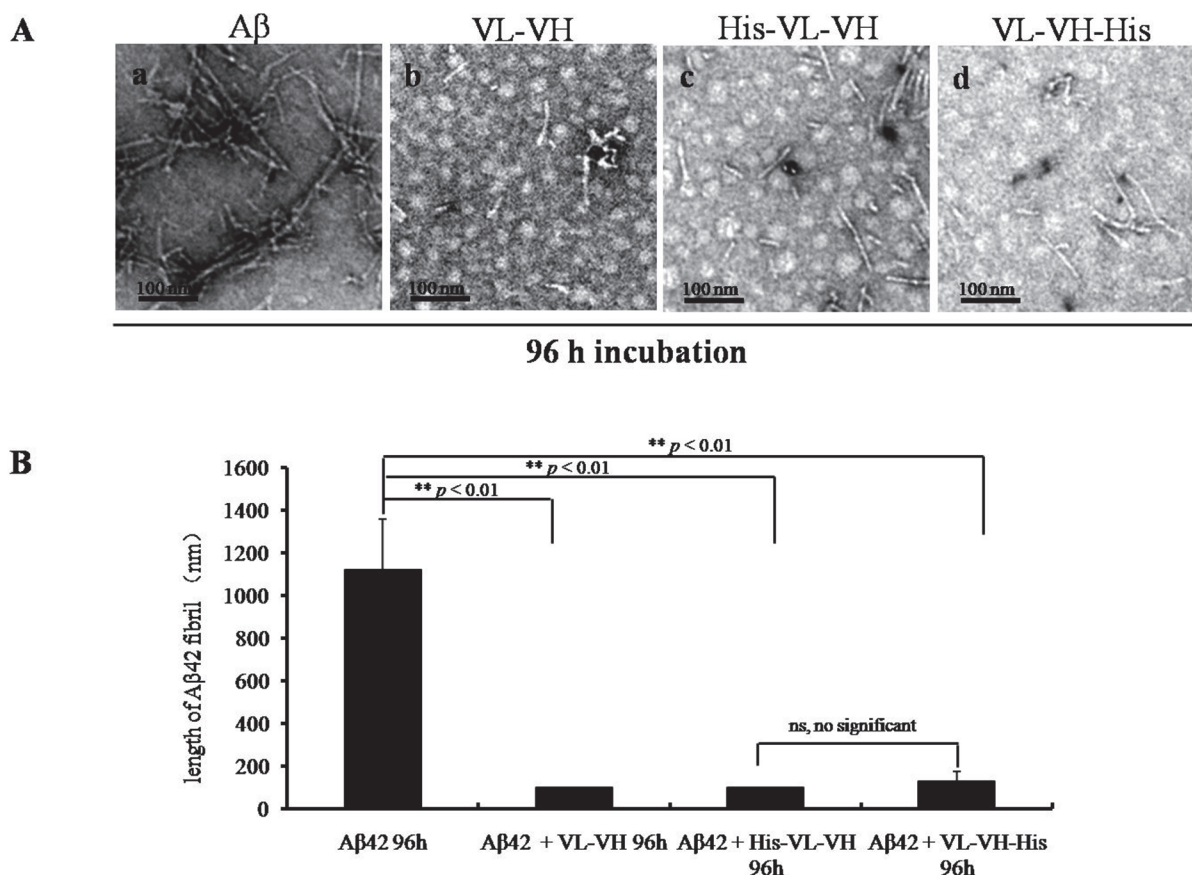 A
Aβ VL-VH His-VL-VH VL-VH-His
a b c d
100 nm 100 nm 100 nm 100 nm
96 h incubation
B
** p < 0.01
** p < 0.01
** p < 0.01
length of Aβ42 fibril （nm）
1600
1400
1200
1000
800
600
400
200
0
ns, no significant
Aβ42 96h Aβ42 + VL-VH 96h Aβ42 + His-VL-VH Aβ42 + VL-VH-His
96h 96h